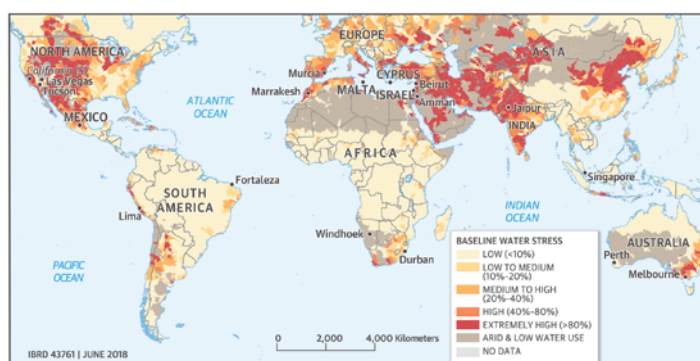 NORTH AMERICA
California (S)
Las Vegas
Tucson
MEXICO
ATLANTIC
OCEAN
EUROPE
ASIA
Murcia
Marrakesh
MALTA
CYPRUS
ISRAEL
Beirut
Amman
Jaipur
INDIA
AFRICA
SOUTH
AMERICA
Fortaleza
Lima
Singapore
INDIAN
OCEAN
Windhoek
Durban
PACIFIC
OCEAN
AUSTRALIA
Perth
Melbourne
BASELINE WATER STRESS
LOW (<10%)
LOW TO MEDIUM
(10%-20%)
MEDIUM TO HIGH
(20%-40%)
HIGH (40%-80%)
EXTREMELY HIGH (>80%)
ARID & LOW WATER USE
NO DATA
0 2,000 4,000 Kilometers
IBRD 43761 | JUNE 2018